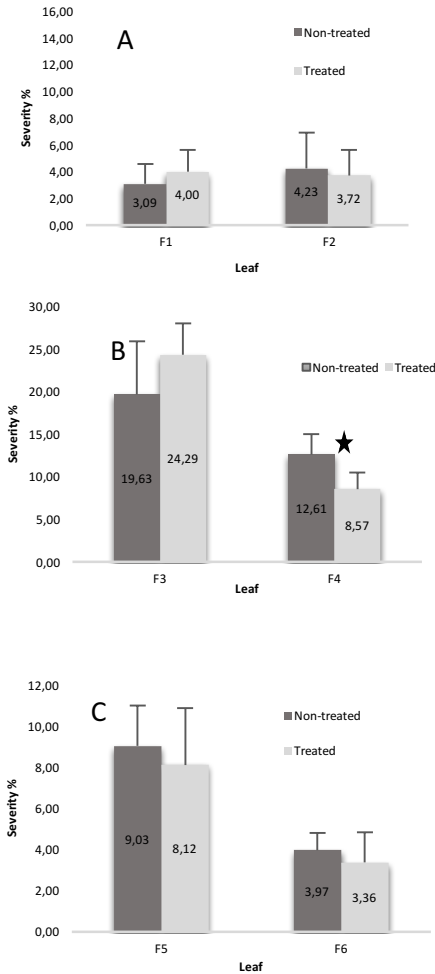 16,00
A
Non-treated
14,00
12,00
Treated
10,00
8,00
6,00
4,00
2,00
0,00
Severity %
3,09
4,00
4,23
3,72
F1
F2
Leaf
30,00
B
25,00
Non-treated
Treated
20,00
15,00
10,00
5,00
0,00
Severity %
19,63
24,29
12,61
8,57
F3
F4
Leaf
12,00
C
Non-treated
10,00
Treated
8,00
6,00
4,00
2,00
0,00
Severity %
9,03
8,12
3,97
3,36
F5
F6
Leaf